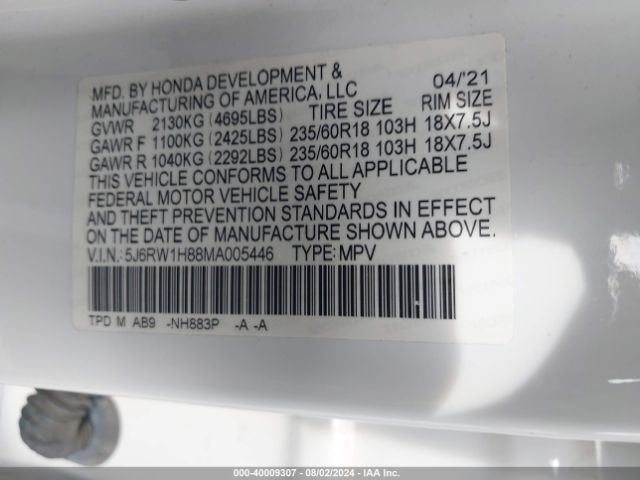 MFD. BY HONDA DEVELOPMENT & 04/'21
MANUFACTURING OF AMERICA, LLC
GVWR 2130KG (4695LBS) TIRE SIZE RIM SIZE
GAWR F 1100KG (2425LBS) 235/60R18 103H 18X7.5J
GAWR R 1040KG (2292LBS) 235/60R18 103H 18X7.5J
THIS VEHICLE CONFORMS TO ALL APPLICABLE
FEDERAL MOTOR VEHICLE SAFETY
AND THEFT PREVENTION STANDARDS IN EFFECT
ON THE DATE OF MANUFACTURE SHOWN ABOVE.
V.I.N.:5J6RW1H88MA005446 TYPE:MPV
TPD M AB9 -NH883P -A -A
000-40009307 - 08/02/2024 - IAA Inc.